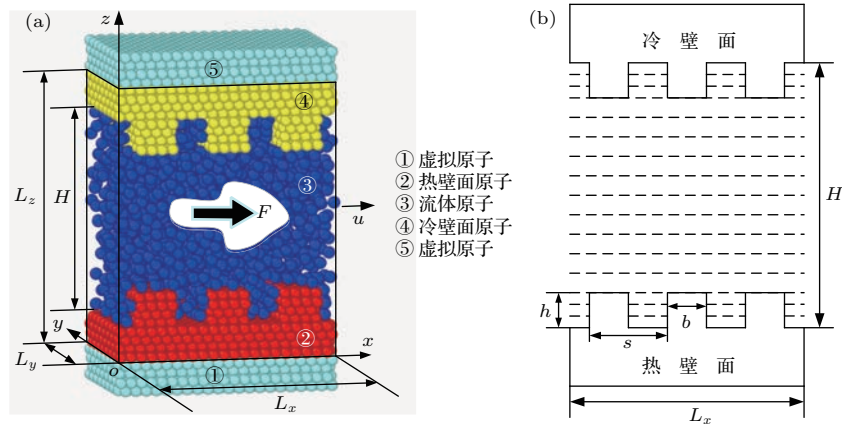 (a)
z
⑤
④
L_z
H
③
F
u
y
②
x
L_y
o
①
L_x
① 虚拟原子
② 热壁面原子
③ 流体原子
④ 冷壁面原子
⑤ 虚拟原子
(b)
冷 壁 面
H
h
b
s
热 壁 面
L_x